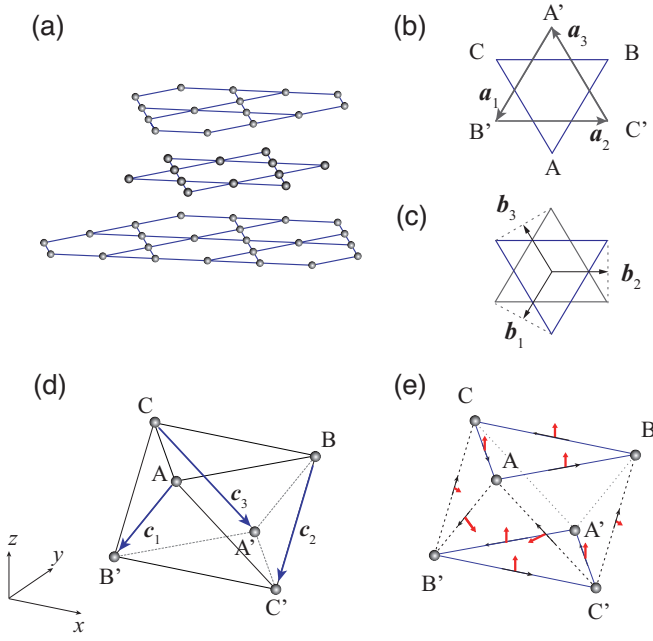 (a)
(b)
A'
a₃
C
B
a₁
B'
a₂
C'
A
(c)
b₃
b₂
b₁
(d)
C
B
A
c₃
c₁
c₂
A'
B'
C'
z
y
x
(e)
C
B
A
A'
B'
C'